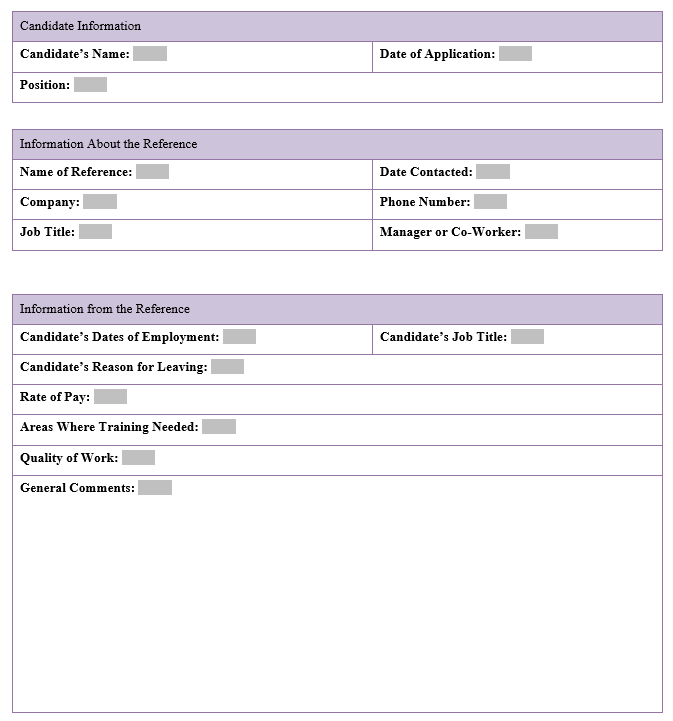 Candidate Information
Candidate’s Name: Date of Application:
Position:
Information About the Reference
Name of Reference: Date Contacted:
Company: Phone Number:
Job Title: Manager or Co-Worker:
Information from the Reference
Candidate’s Dates of Employment: Candidate’s Job Title:
Candidate’s Reason for Leaving:
Rate of Pay:
Areas Where Training Needed:
Quality of Work:
General Comments: